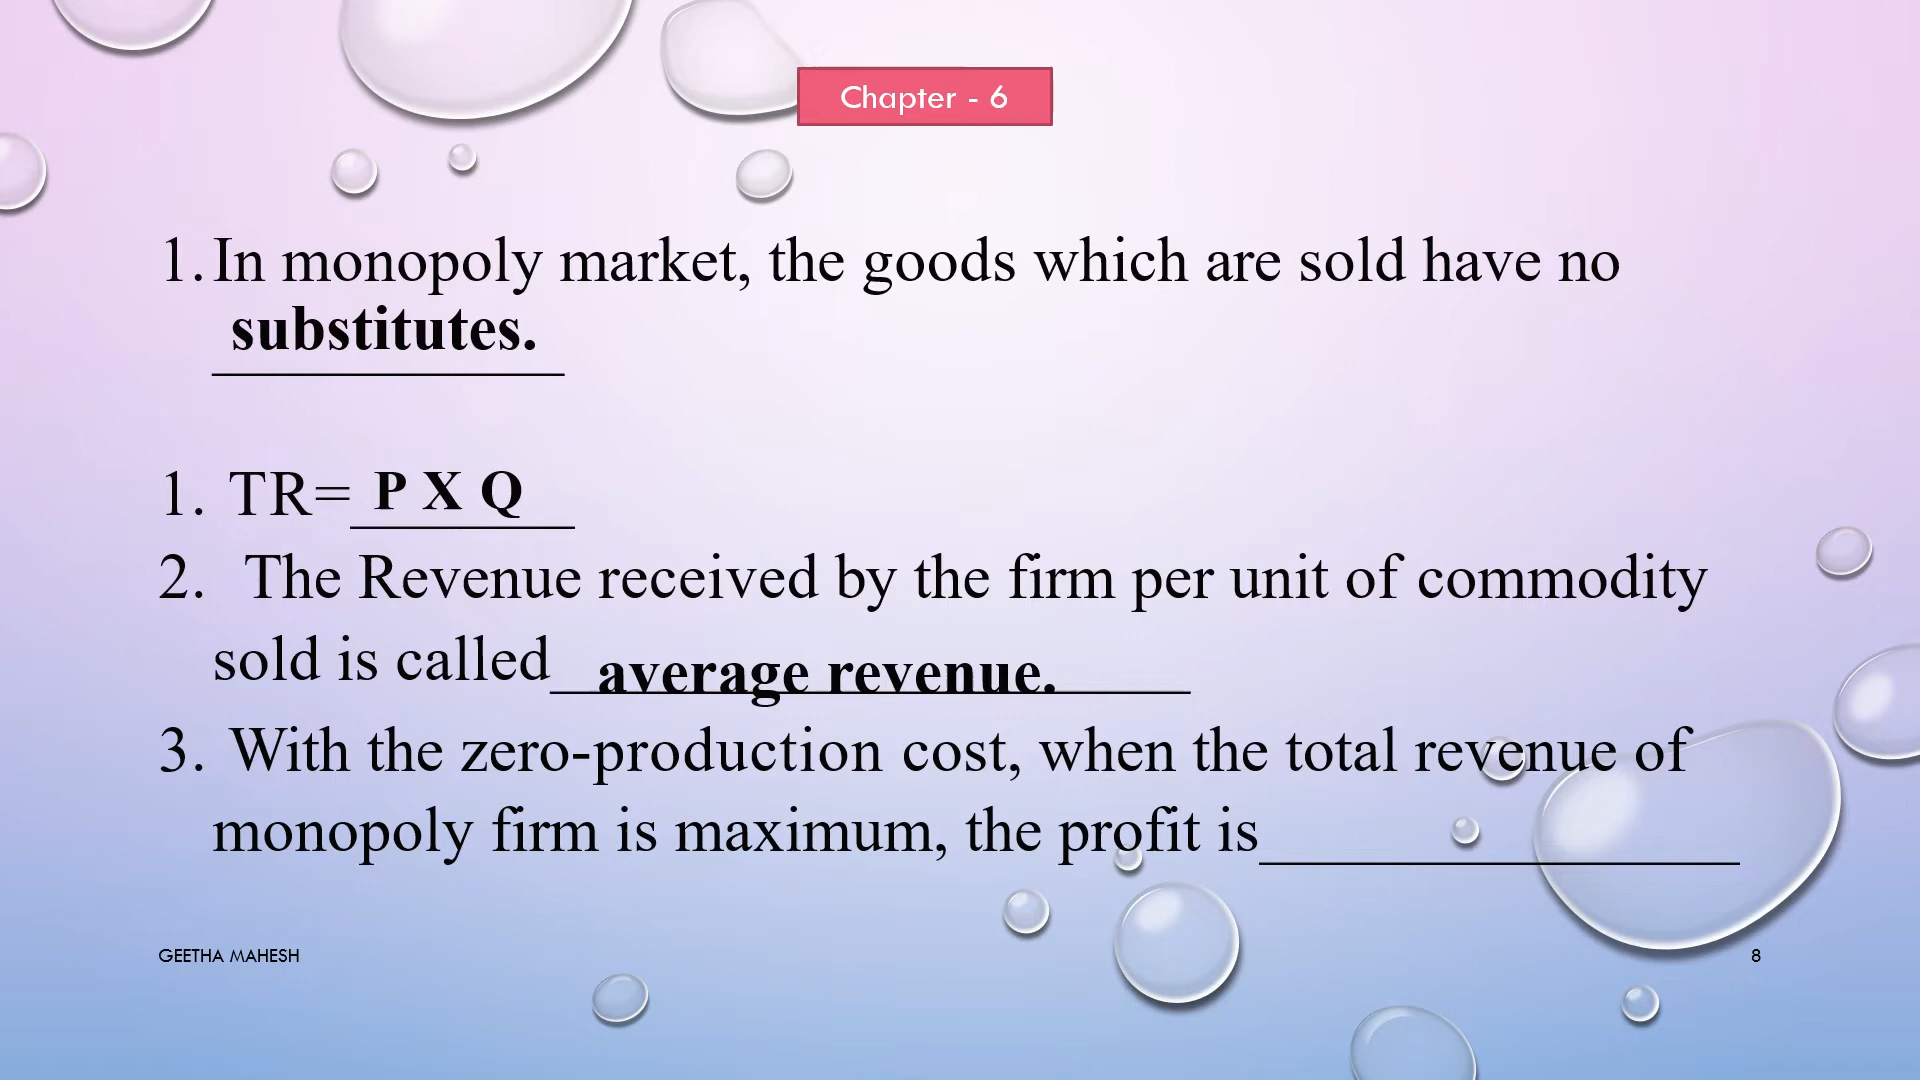 Chapter - 6
1. In monopoly market, the goods which are sold have no
substitutes.
1. TR= P X Q
2. The Revenue received by the firm per unit of commodity
sold is called average revenue.
3. With the zero-production cost, when the total revenue of
monopoly firm is maximum, the profit is________________
GEETHA MAHESH
8